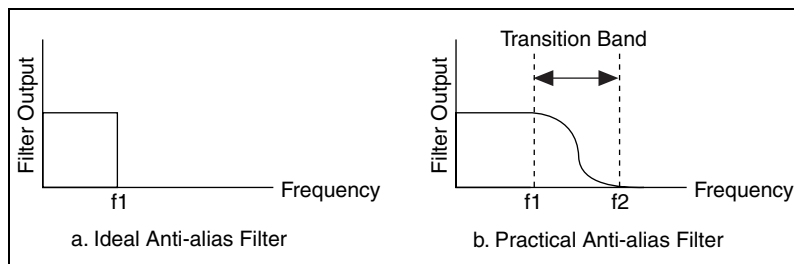 Filter Output
f1
Frequency
a. Ideal Anti-alias Filter
Transition Band
Filter Output
f1
f2
Frequency
b. Practical Anti-alias Filter